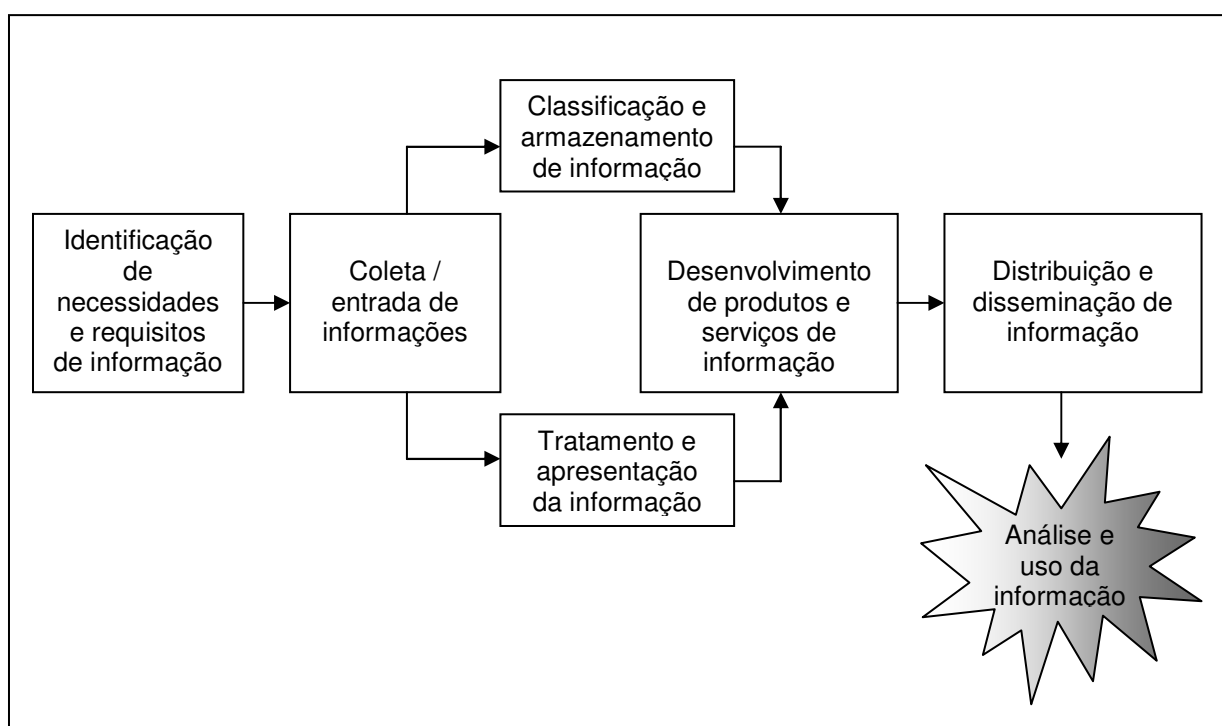 Identificação
de
necessidades
e requisitos
de informação
Coleta /
entrada de
informações
Classificação e
armazenamento
de informação
Tratamento e
apresentação
da informação
Desenvolvimento
de produtos e
serviços de
informação
Distribuição e
disseminação de
informação
Análise e
uso da
informação